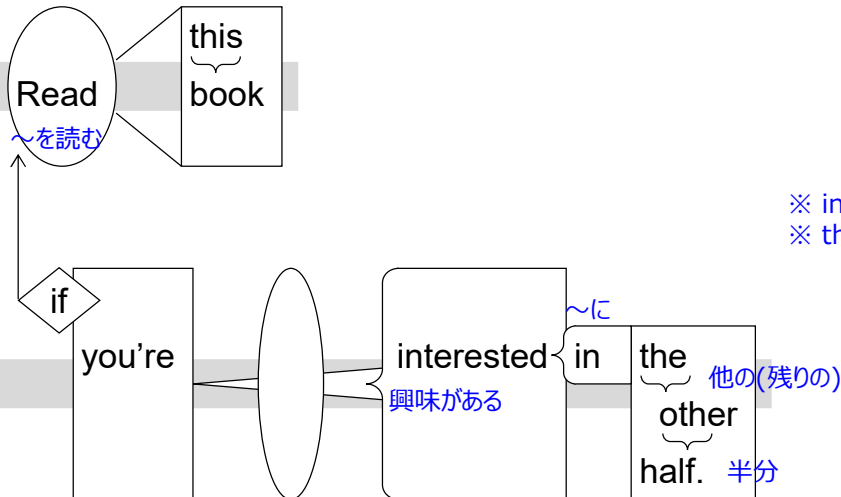 this
Read book
～を読む
※ in
※ th
if
～に
you're interested in the
他の(残りの)
興味がある
other
half. 半分